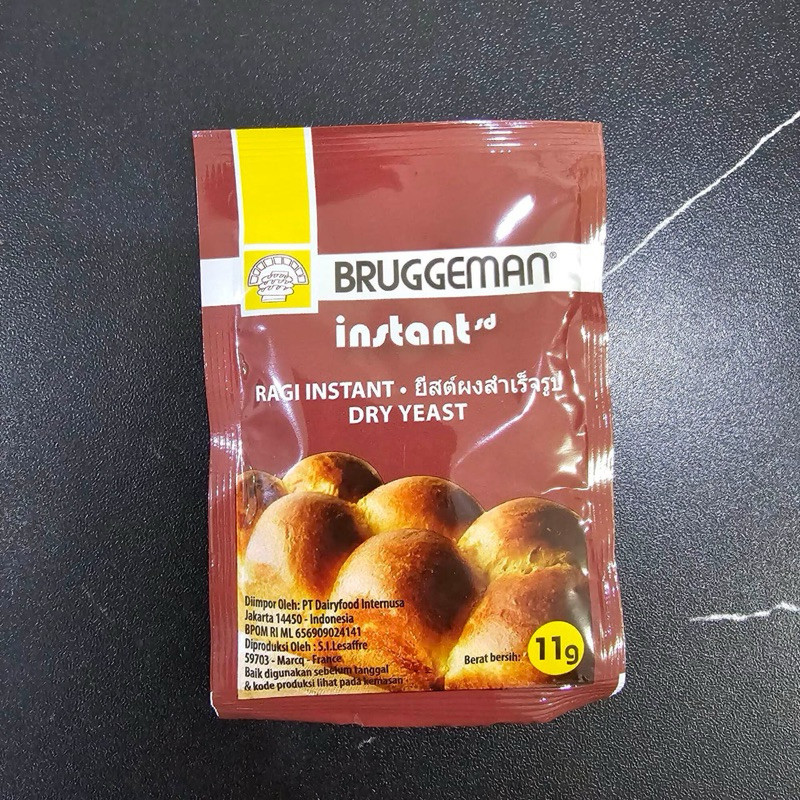 BRUGGEMAN®
instant sd
RAGI INSTANT • ยีสต์ผงสำเร็จรูป
DRY YEAST
Diimpor Oleh: PT Dairyfood Internusa
Jakarta 14450 - Indonesia
BPOM RI ML 656909024141
Diproduksi Oleh : S.I.Lesaffre
59703 - Marcq - France
Baik digunakan sebelum tanggal
& kode produksi lihat pada kemasan
Berat bersih: 11g